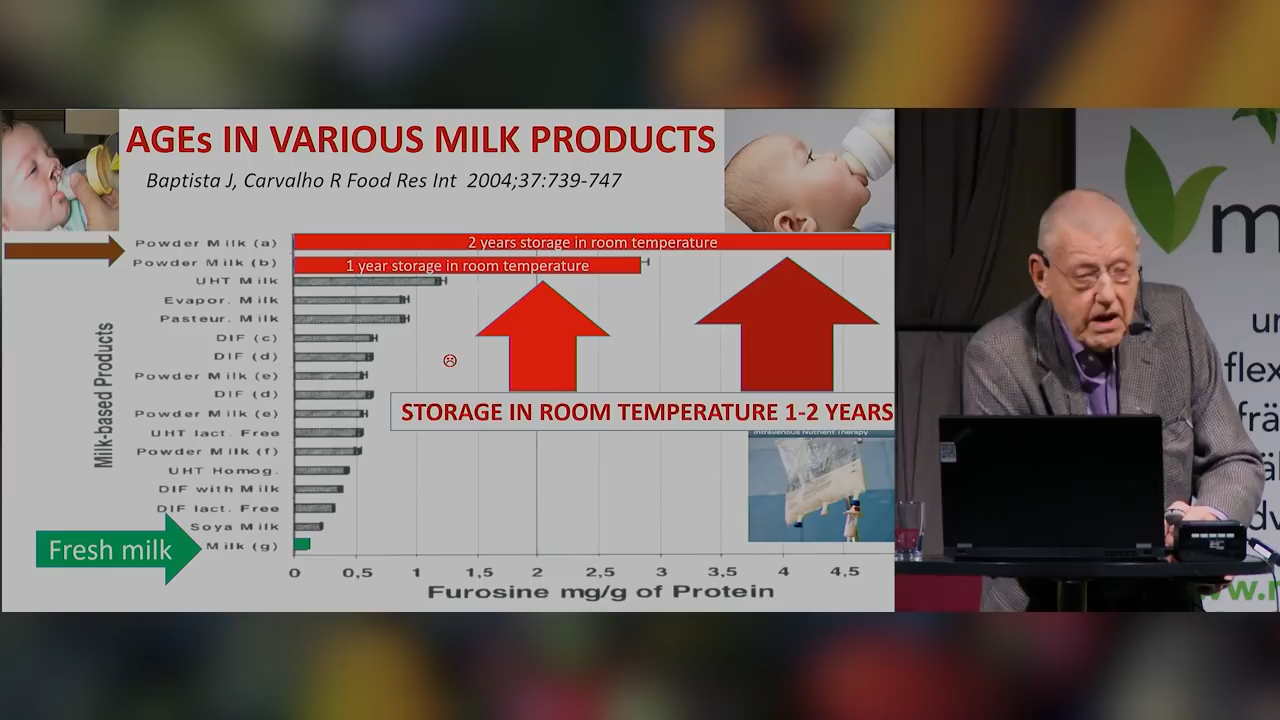 AGEs IN VARIOUS MILK PRODUCTS
Baptista J, Carvalho R Food Res Int 2004;37:739-747
Milk-based Products
Powder Milk (a)
2 years storage in room temperature
Powder Milk (b)
1 year storage in room temperature
UHT Milk
Evapor. Milk
Pasteur. Milk
DIF (c)
DIF (d)
Powder Milk (e)
DIF (d)
Powder Milk (e)
UHT lact. Free
Powder Milk (f)
UHT Homog.
DIF with Milk
DIF lact. Free
Soya Milk
Milk (g)
Fresh milk
STORAGE IN ROOM TEMPERATURE 1-2 YEARS
Intravenous Nutrient Therapy
0 0,5 1 1,5 2 2,5 3 3,5 4 4,5
Furosine mg/g of Protein
m
un
flex
frä
äl
dv